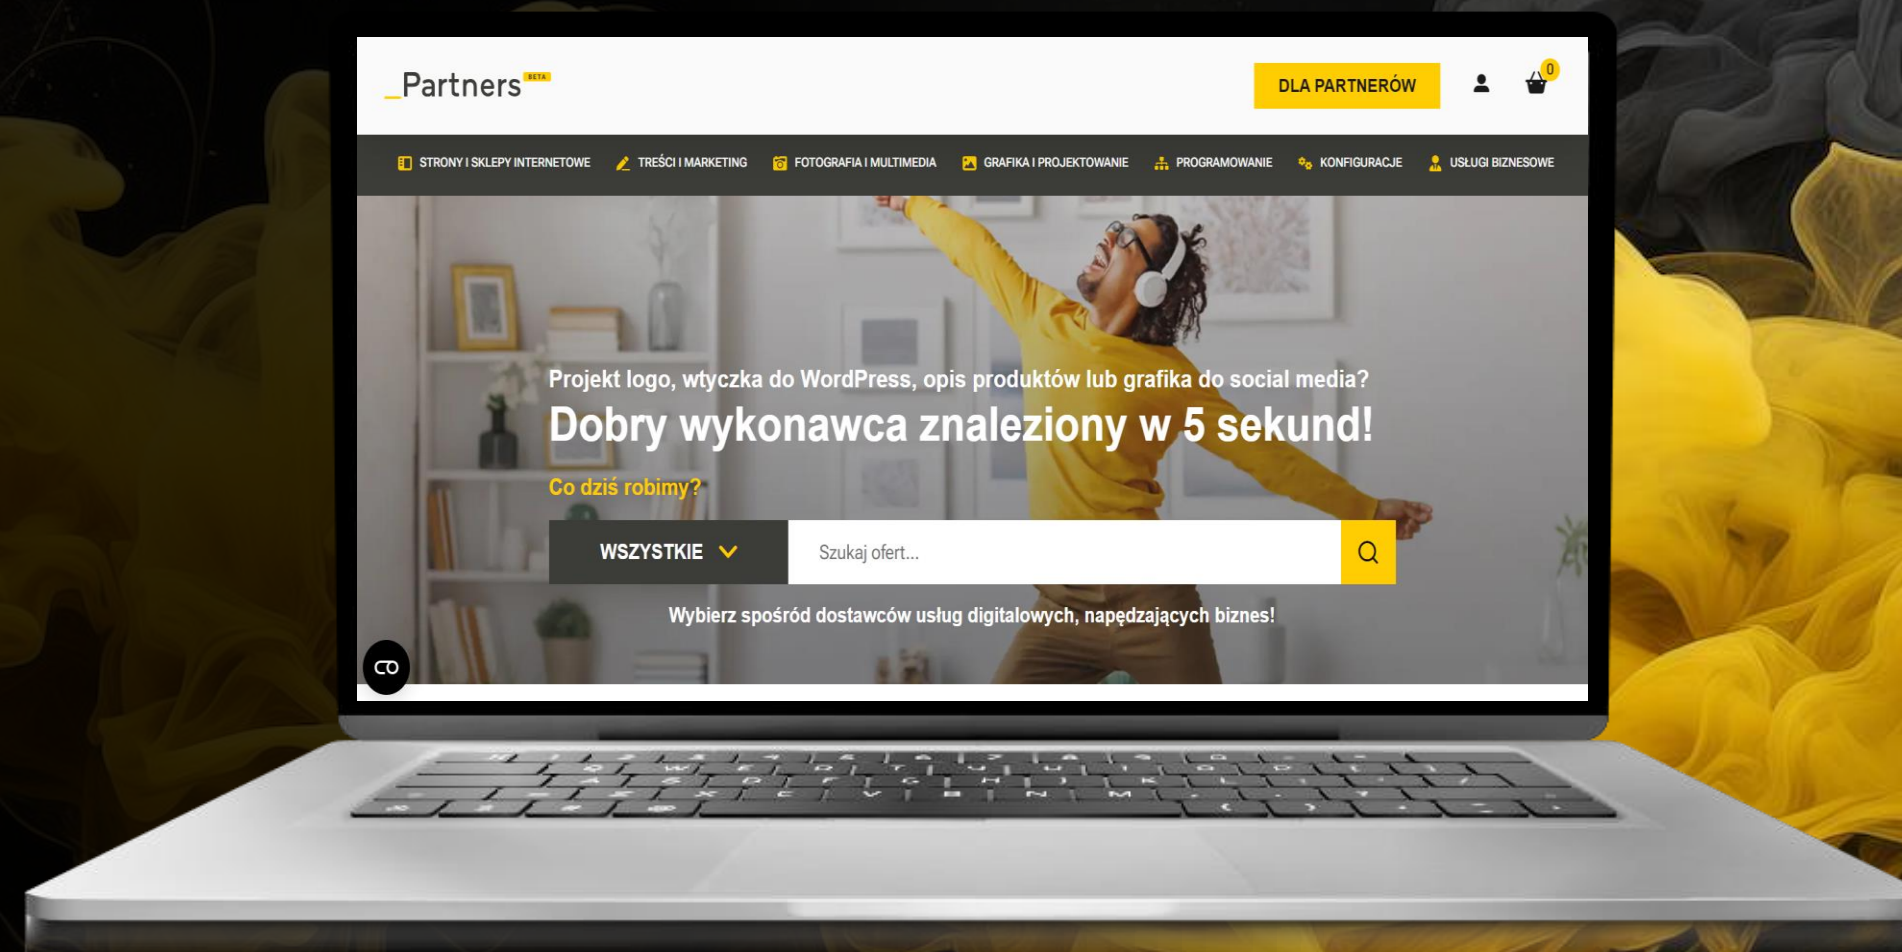 _Partners BETA
DLA PARTNERÓW
0
STRONY I SKLEPY INTERNETOWE
TREŚCI I MARKETING
FOTOGRAFIA I MULTIMEDIA
GRAFIKA I PROJEKTOWANIE
PROGRAMOWANIE
KONFIGURACJE
USŁUGI BIZNESOWE
Projekt logo, wtyczka do WordPress, opis produktów lub grafika do social media?
Dobry wykonawca znaleziony w 5 sekund!
Co dziś robimy?
WSZYSTKIE
Szukaj ofert...
Wybierz spośród dostawców usług digitalowych, napędzających biznes!